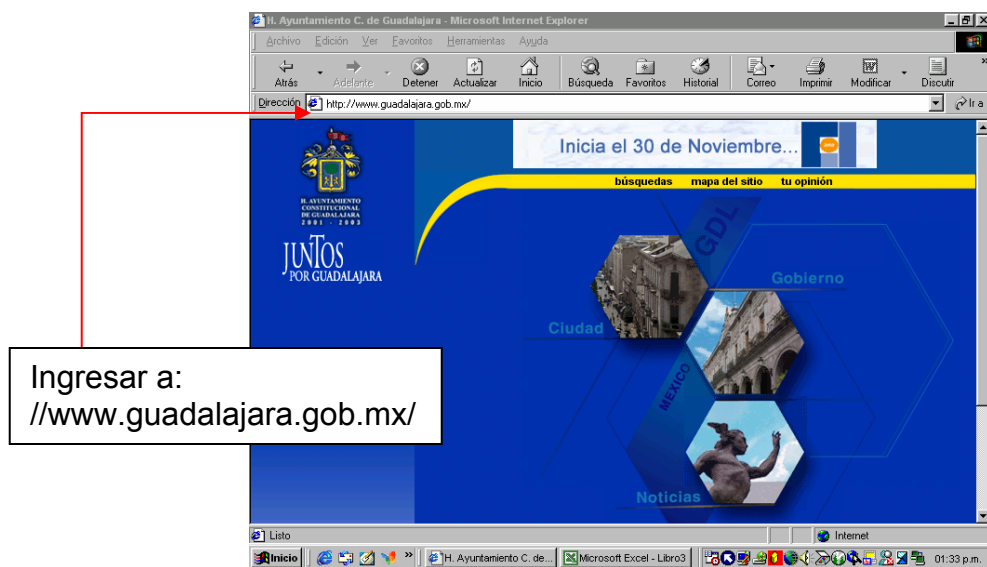 H. Ayuntamiento C. de Guadalajara - Microsoft Internet Explorer
Archivo Edición Ver Favoritos Herramientas Ayuda
Atrás Adelante Detener Actualizar Inicio Búsqueda Favoritos Historial Correo Imprimir Modificar Discutir »
Dirección http://www.guadalajara.gob.mx/ Ir a
Inicia el 30 de Noviembre...
búsquedas mapa del sitio tu opinión
H. AYUNTAMIENTO
CONSTITUCIONAL
DE GUADALAJARA
2001 - 2003
JUNTOS
POR GUADALAJARA
GDL
Gobierno
Ciudad
MEXICO
Noticias
Ingresar a:
//www.guadalajara.gob.mx/
Listo Internet
Inicio » H. Ayuntamiento C. de... Microsoft Excel - Libro3 01:33 p.m.